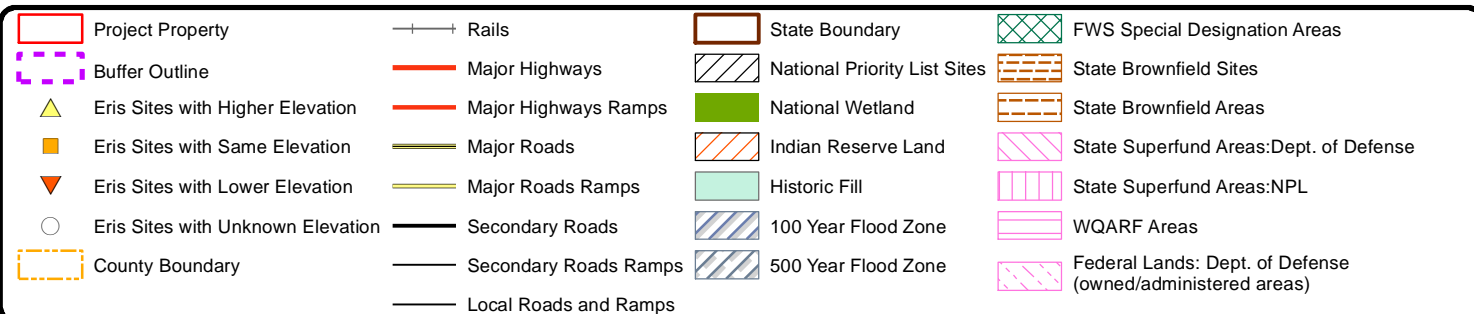 Project Property
Buffer Outline
Eris Sites with Higher Elevation
Eris Sites with Same Elevation
Eris Sites with Lower Elevation
Eris Sites with Unknown Elevation
County Boundary
Rails
Major Highways
Major Highways Ramps
Major Roads
Major Roads Ramps
Secondary Roads
Secondary Roads Ramps
Local Roads and Ramps
State Boundary
National Priority List Sites
National Wetland
Indian Reserve Land
Historic Fill
100 Year Flood Zone
500 Year Flood Zone
FWS Special Designation Areas
State Brownfield Sites
State Brownfield Areas
State Superfund Areas:Dept. of Defense
State Superfund Areas:NPL
WQARF Areas
Federal Lands: Dept. of Defense
(owned/administered areas)